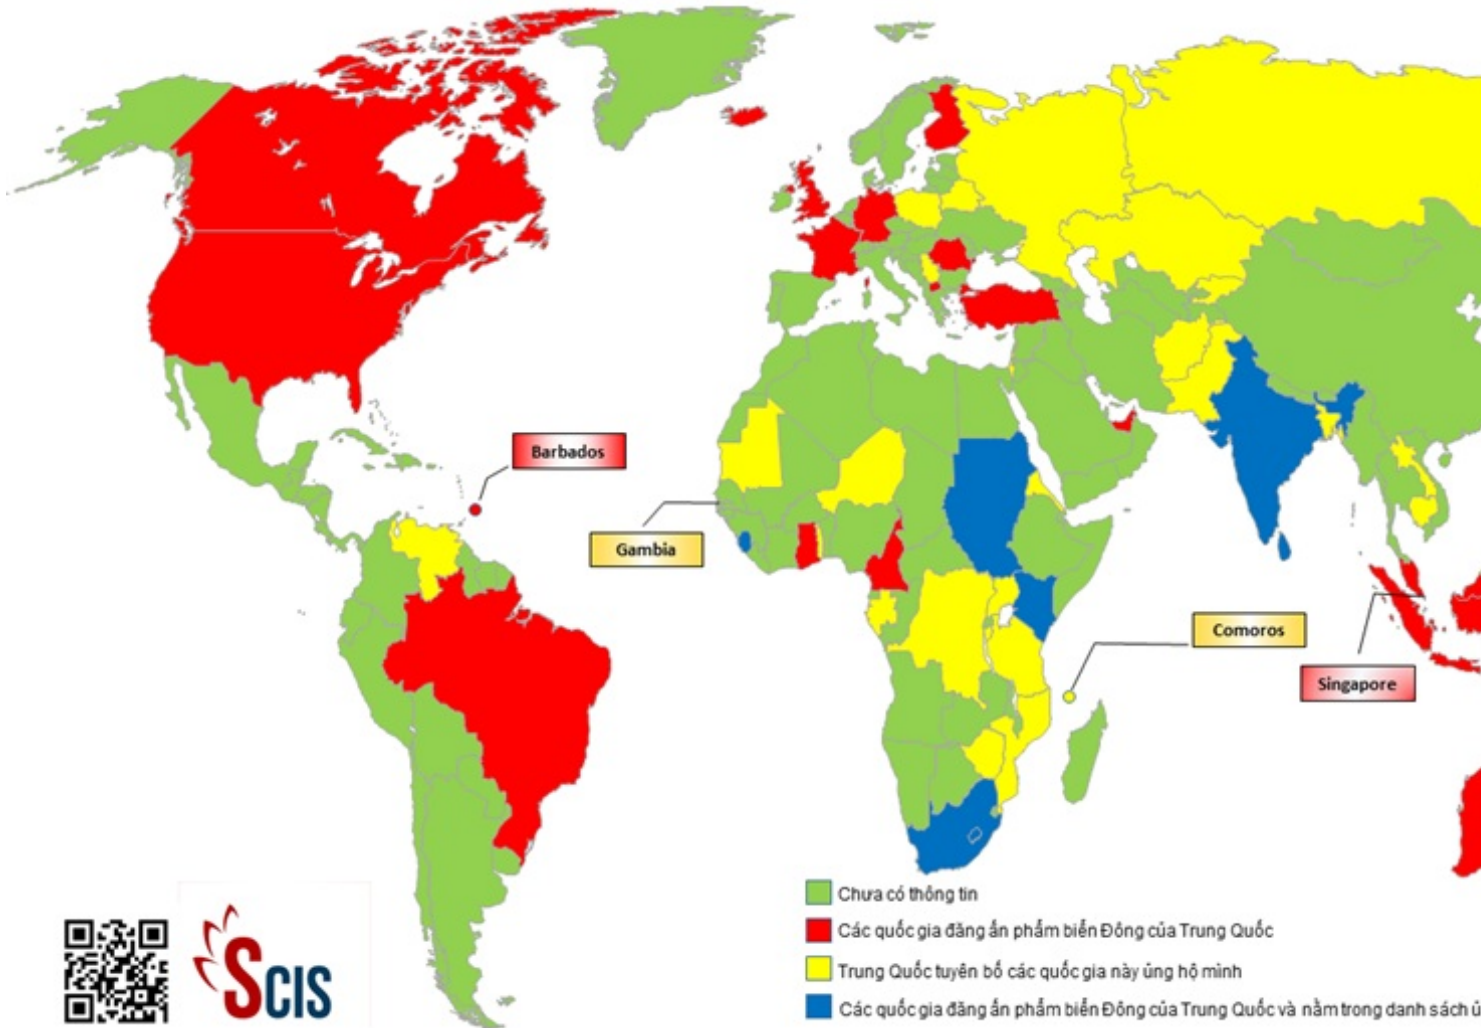 Barbados
Gambia
Comoros
Singapore
Chưa có thông tin
Các quốc gia đăng ấn phẩm biển Đông của Trung Quốc
Trung Quốc tuyên bố các quốc gia này ủng hộ mình
Các quốc gia đăng ấn phẩm biển Đông của Trung Quốc và nằm trong danh sách ủ
SCIS